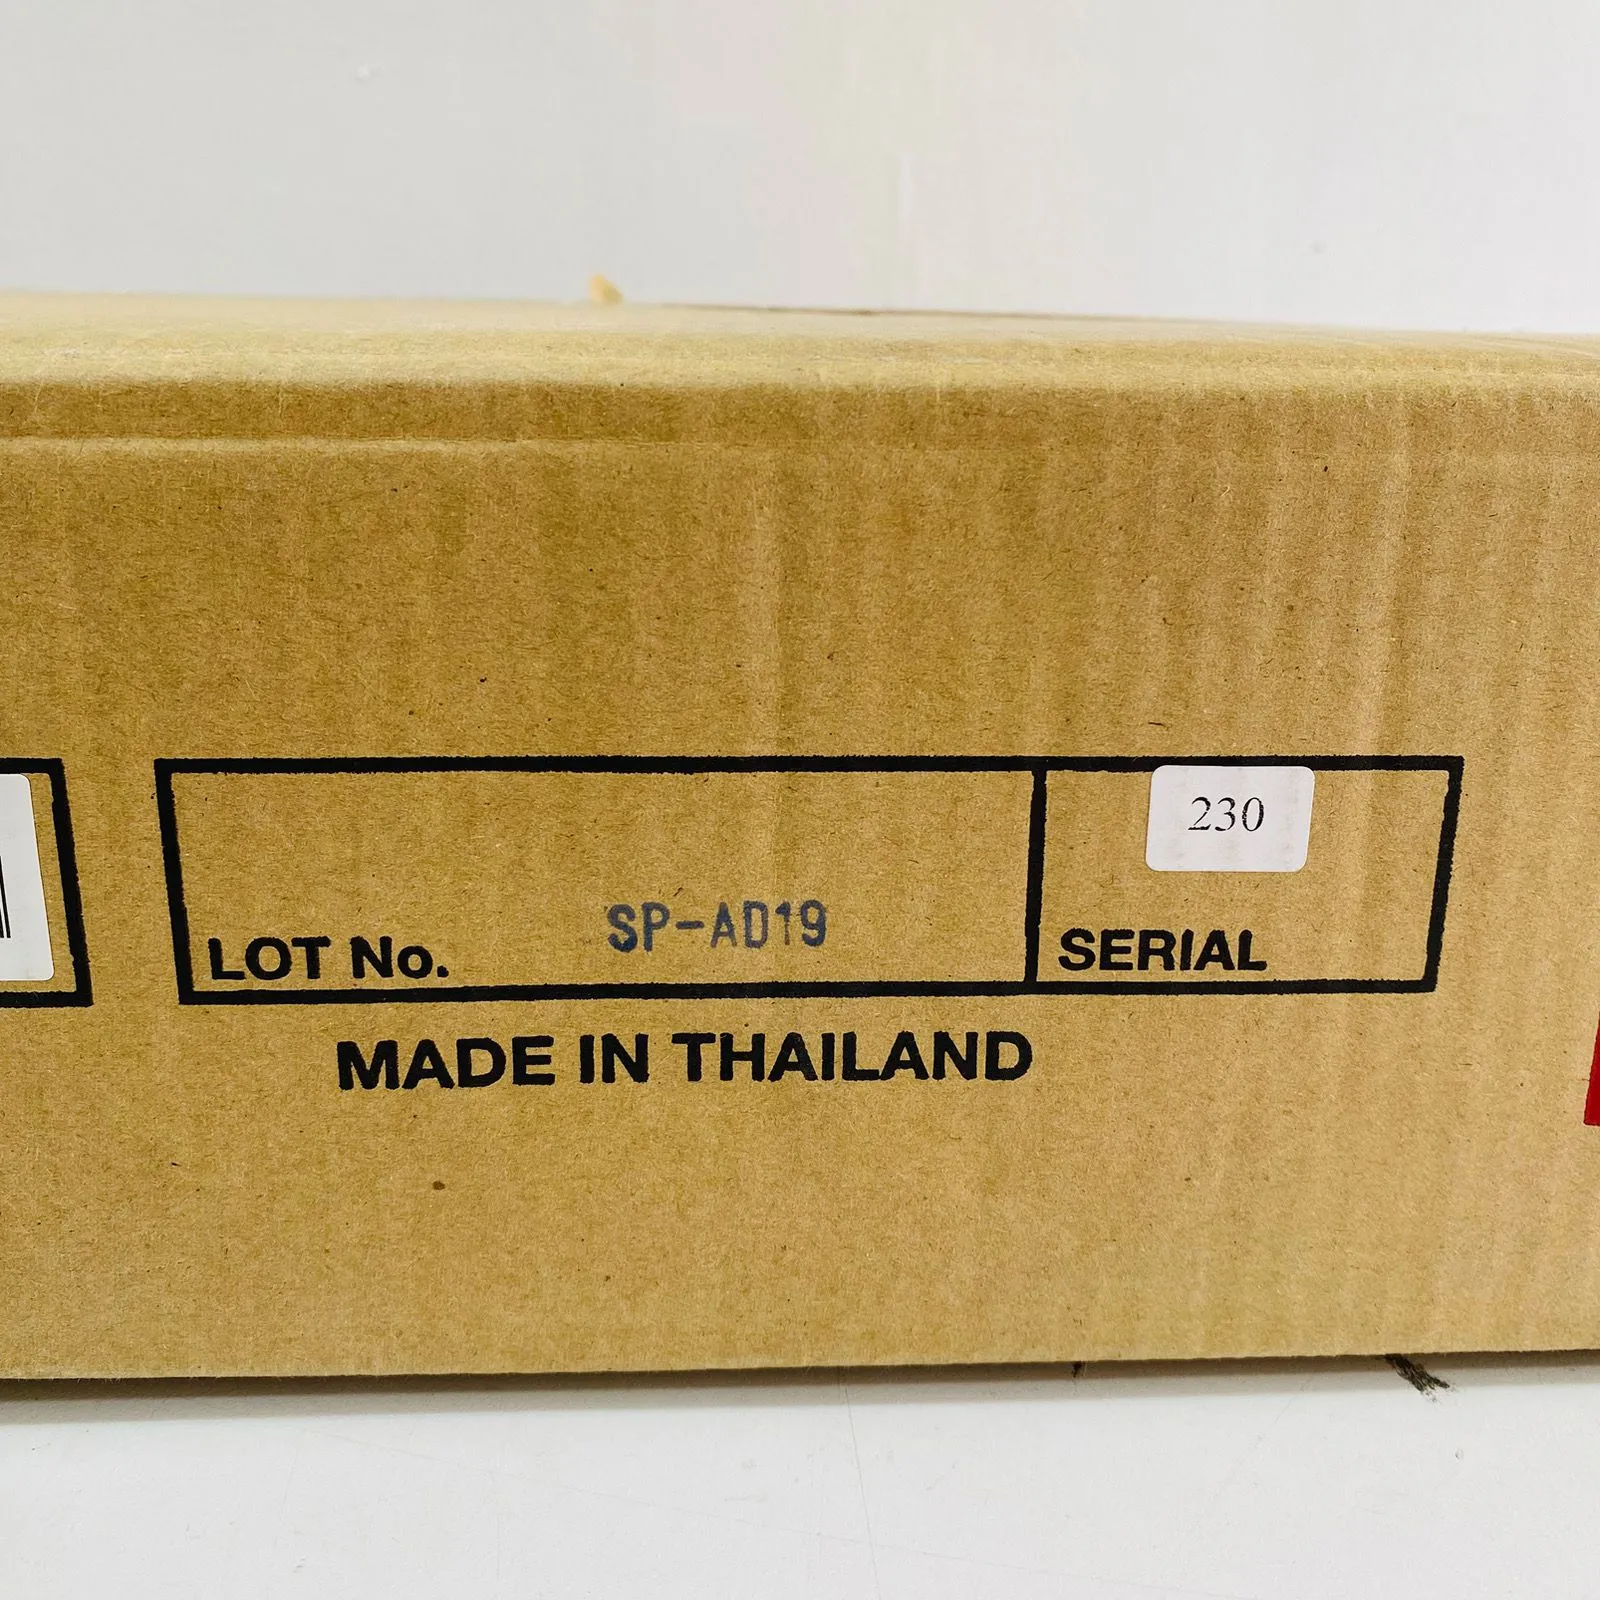 230
LOT No. SP-AD19 SERIAL
MADE IN THAILAND